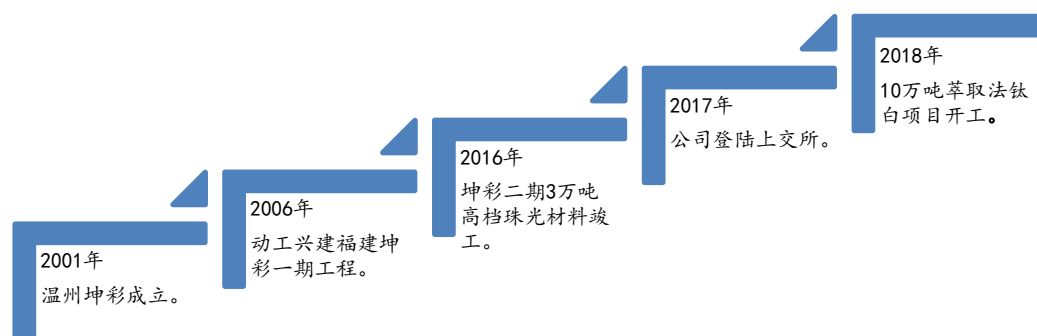 2001年
温州坤彩成立。
2006年
动工兴建福建坤
彩一期工程。
2016年
坤彩二期3万吨
高档珠光材料竣
工。
2017年
公司登陆上交所。
2018年
10万吨萃取法钛
白项目开工。